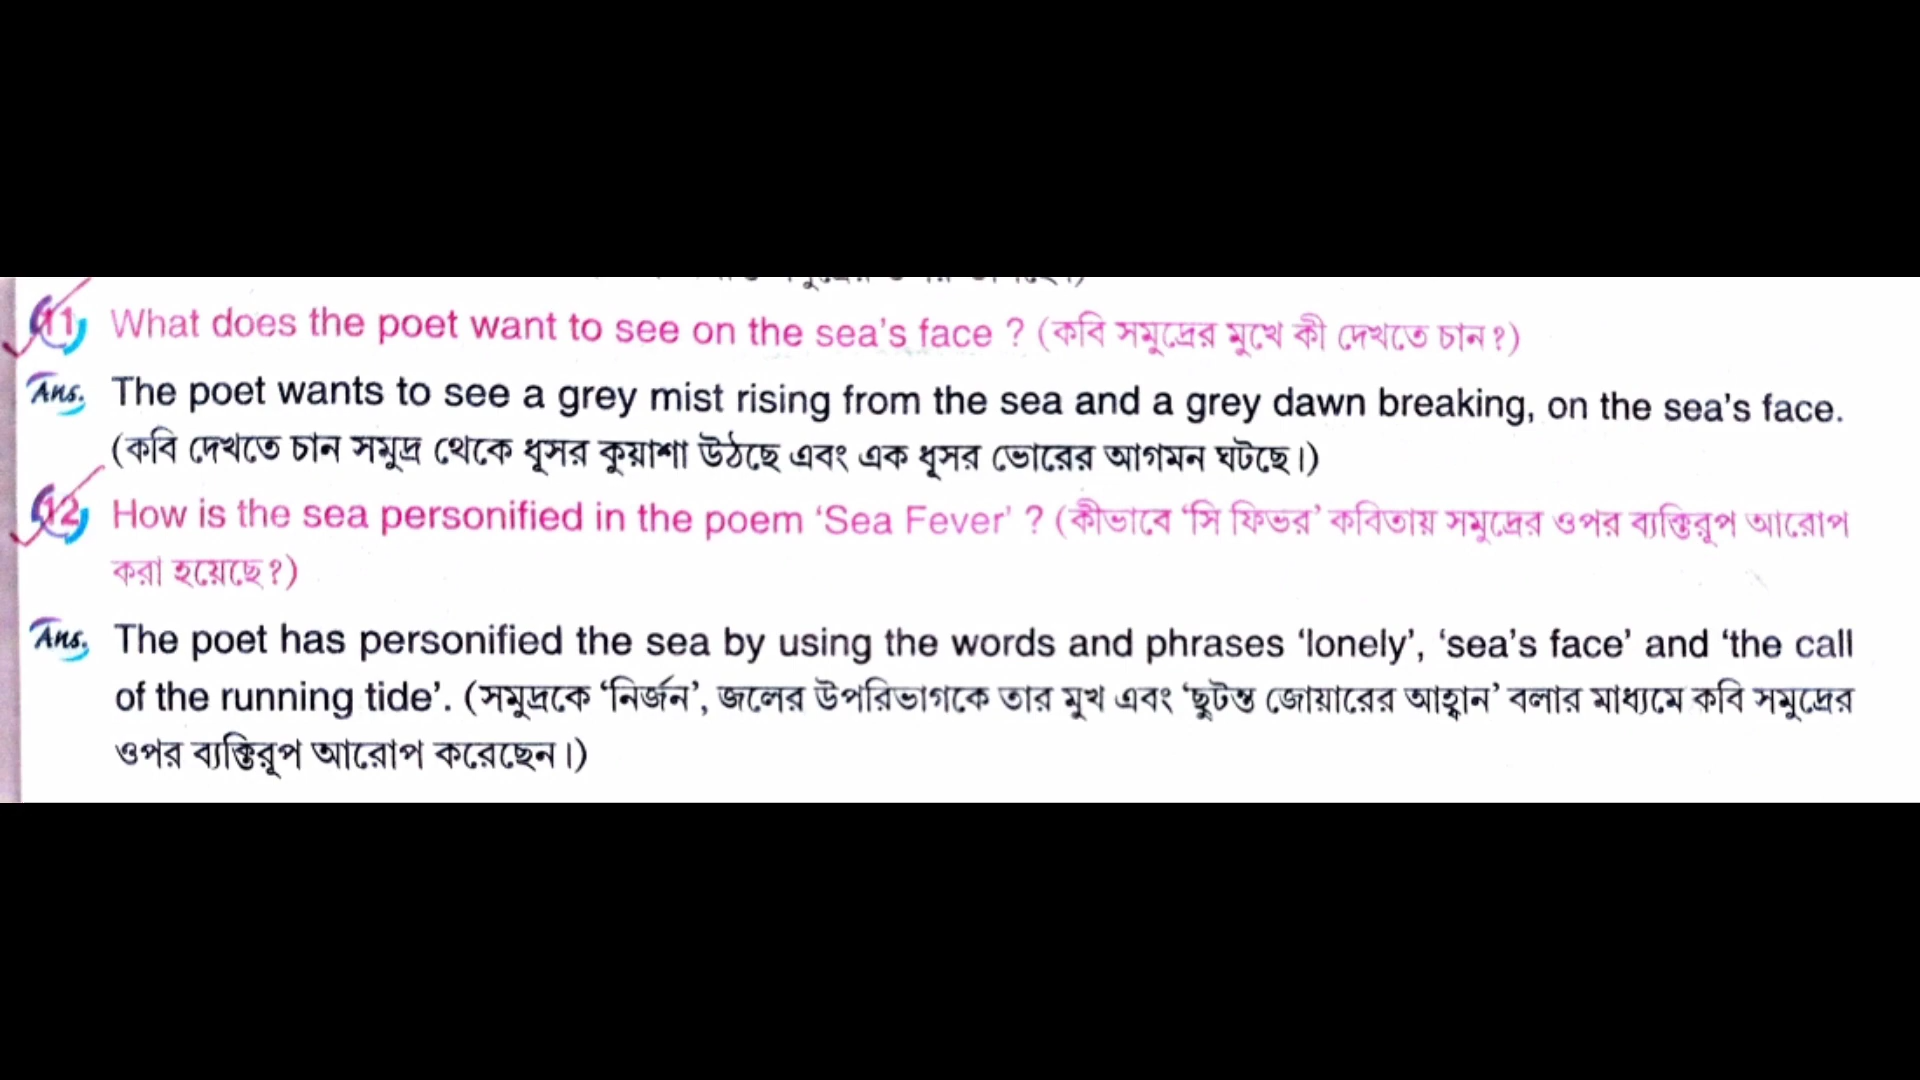 11. What does the poet want to see on the sea's face ? (কবি সমুদ্রের মুখে কী দেখতে চান?)
Ans. The poet wants to see a grey mist rising from the sea and a grey dawn breaking, on the sea's face.
(কবি দেখতে চান সমুদ্র থেকে ধূসর কুয়াশা উঠছে এবং এক ধূসর ভোরের আগমন ঘটছে।)
12. How is the sea personified in the poem 'Sea Fever' ? (কীভাবে 'সি ফিভর' কবিতায় সমুদ্রের ওপর ব্যক্তিরূপ আরোপ
করা হয়েছে?)
Ans. The poet has personified the sea by using the words and phrases 'lonely', 'sea's face' and 'the call
of the running tide'. (সমুদ্রকে 'নির্জন', জলের উপরিভাগকে তার মুখ এবং 'ছুটন্ত জোয়ারের আহ্বান' বলার মাধ্যমে কবি সমুদ্রের
ওপর ব্যক্তিরূপ আরোপ করেছেন।)